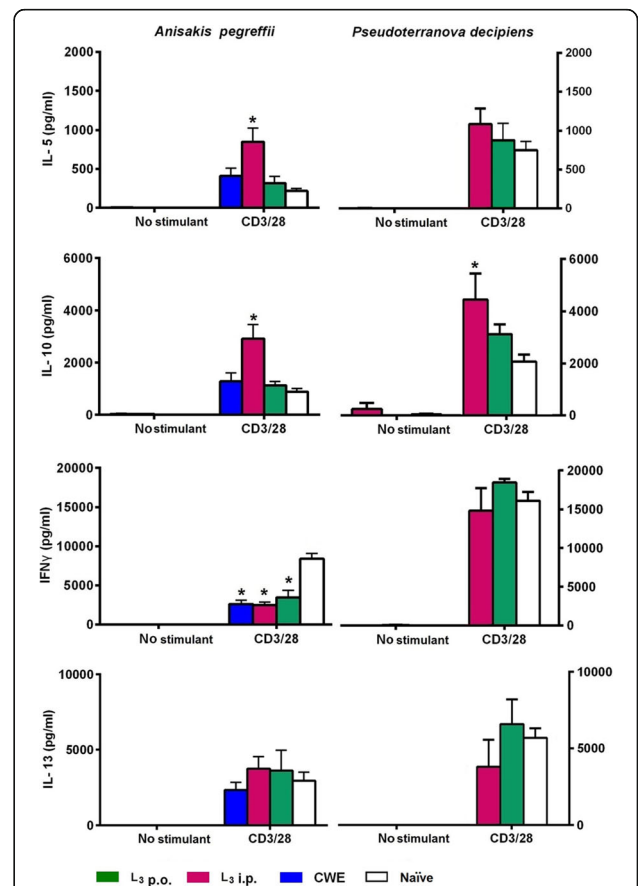 Anisakis pegreffii Pseudoterranova decipiens
IL- 5 (pg/ml)
2000
1500
1000
500
0
*
No stimulant CD3/28
2000
1500
1000
500
0
No stimulant CD3/28
IL- 10 (pg/ml)
6000
4000
2000
0
*
No stimulant CD3/28
*
6000
4000
2000
0
No stimulant CD3/28
IFNγ (pg/ml)
20000
15000
10000
5000
0
* * *
No stimulant CD3/28
20000
15000
10000
5000
0
No stimulant CD3/28
IL- 13 (pg/ml)
10000
5000
0
No stimulant CD3/28
10000
5000
0
No stimulant CD3/28
L3 p.o. L3 i.p. CWE Naïve